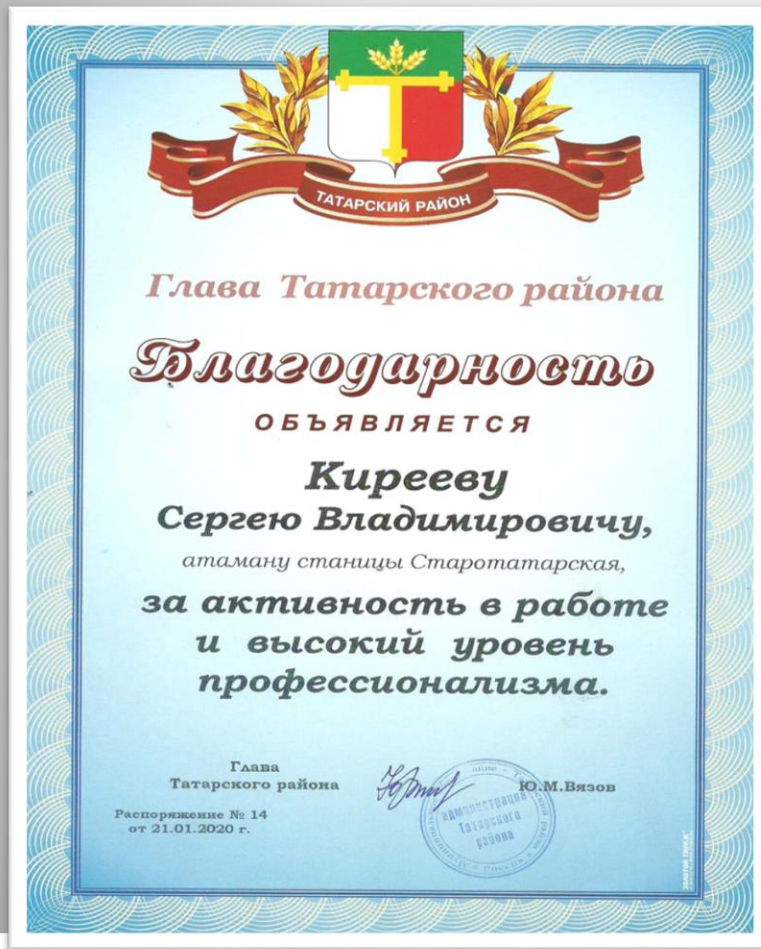 ТАТАРСКИЙ РАЙОН
Глава Татарского района
Благодарность
ОБЪЯВЛЯЕТСЯ
Кирееву
Сергею Владимировичу,
атаману станицы Старотатарская,
за активность в работе
и высокий уровень
профессионализма.
Глава
Татарского района
Ю.М.Вязов
администрация
Татарского
района
Распоряжение № 14
от 21.01.2020 г.